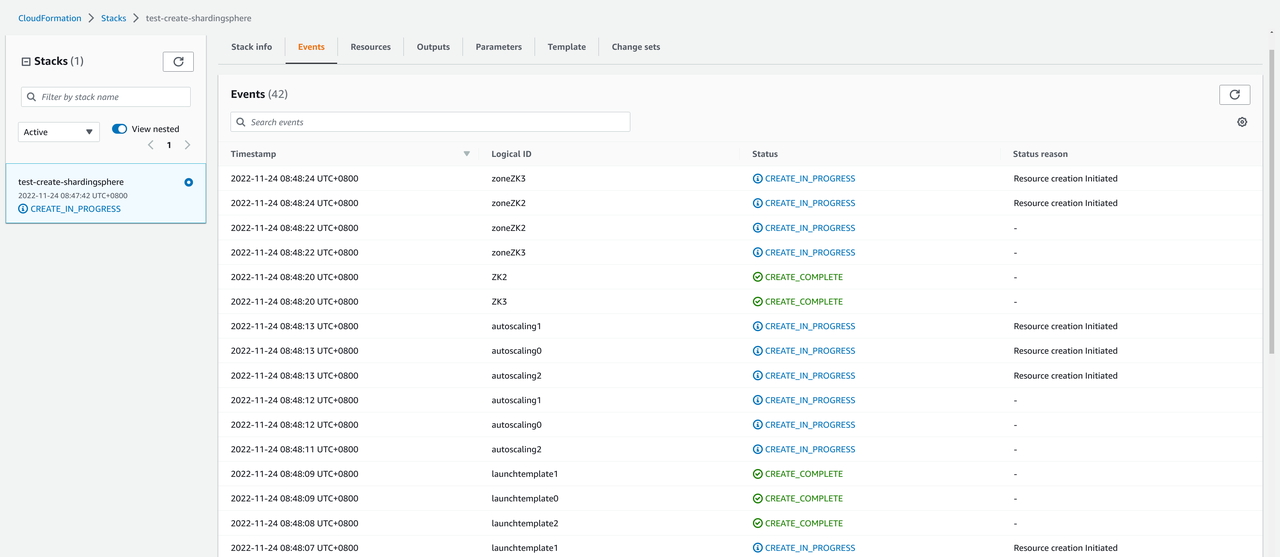 CloudFormation > Stacks > test-create-shardingsphere
Stacks (1)
Filter by stack name
Active
View nested
1
test-create-shardingsphere
2022-11-24 08:47:42 UTC+0800
CREATE_IN_PROGRESS
Stack info Events Resources Outputs Parameters Template Change sets
Events (42)
Search events
Timestamp Logical ID Status Status reason
2022-11-24 08:48:24 UTC+0800 zoneZK3 CREATE_IN_PROGRESS Resource creation Initiated
2022-11-24 08:48:24 UTC+0800 zoneZK2 CREATE_IN_PROGRESS Resource creation Initiated
2022-11-24 08:48:22 UTC+0800 zoneZK2 CREATE_IN_PROGRESS -
2022-11-24 08:48:22 UTC+0800 zoneZK3 CREATE_IN_PROGRESS -
2022-11-24 08:48:20 UTC+0800 ZK2 CREATE_COMPLETE -
2022-11-24 08:48:20 UTC+0800 ZK3 CREATE_COMPLETE -
2022-11-24 08:48:13 UTC+0800 autoscaling1 CREATE_IN_PROGRESS Resource creation Initiated
2022-11-24 08:48:13 UTC+0800 autoscaling0 CREATE_IN_PROGRESS Resource creation Initiated
2022-11-24 08:48:13 UTC+0800 autoscaling2 CREATE_IN_PROGRESS Resource creation Initiated
2022-11-24 08:48:12 UTC+0800 autoscaling1 CREATE_IN_PROGRESS -
2022-11-24 08:48:12 UTC+0800 autoscaling0 CREATE_IN_PROGRESS -
2022-11-24 08:48:11 UTC+0800 autoscaling2 CREATE_IN_PROGRESS -
2022-11-24 08:48:09 UTC+0800 launchtemplate1 CREATE_COMPLETE -
2022-11-24 08:48:09 UTC+0800 launchtemplate0 CREATE_COMPLETE -
2022-11-24 08:48:08 UTC+0800 launchtemplate2 CREATE_COMPLETE -
2022-11-24 08:48:07 UTC+0800 launchtemplate1 CREATE_IN_PROGRESS Resource creation Initiated